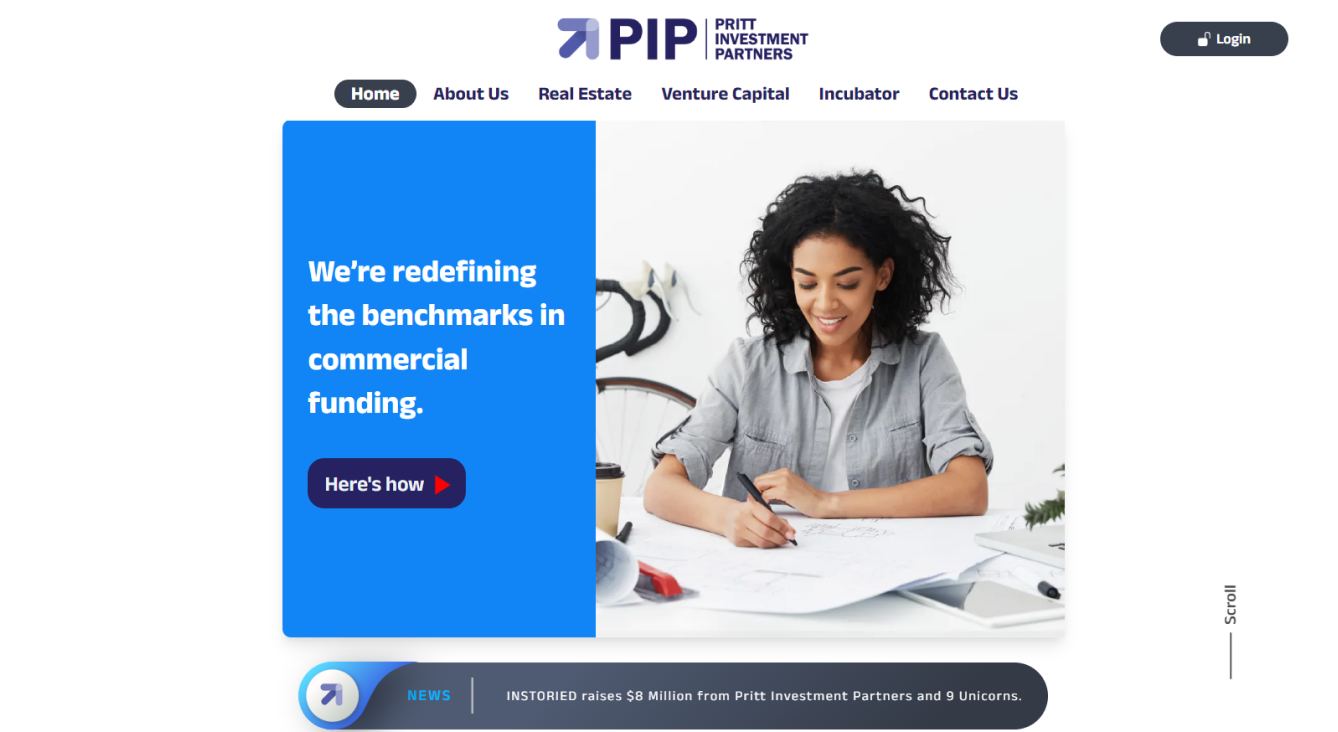 PIP
PRITT
INVESTMENT
PARTNERS
Login
Home About Us Real Estate Venture Capital Incubator Contact Us
We’re redefining
the benchmarks in
commercial
funding.
Here's how
Scroll
NEWS INSTORIED raises $8 Million from Pritt Investment Partners and 9 Unicorns.